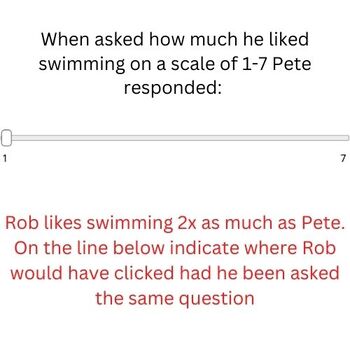 When asked how much he liked
swimming on a scale of 1-7 Pete
responded:
1 7
Rob likes swimming 2x as much as Pete.
On the line below indicate where Rob
would have clicked had he been asked
the same question